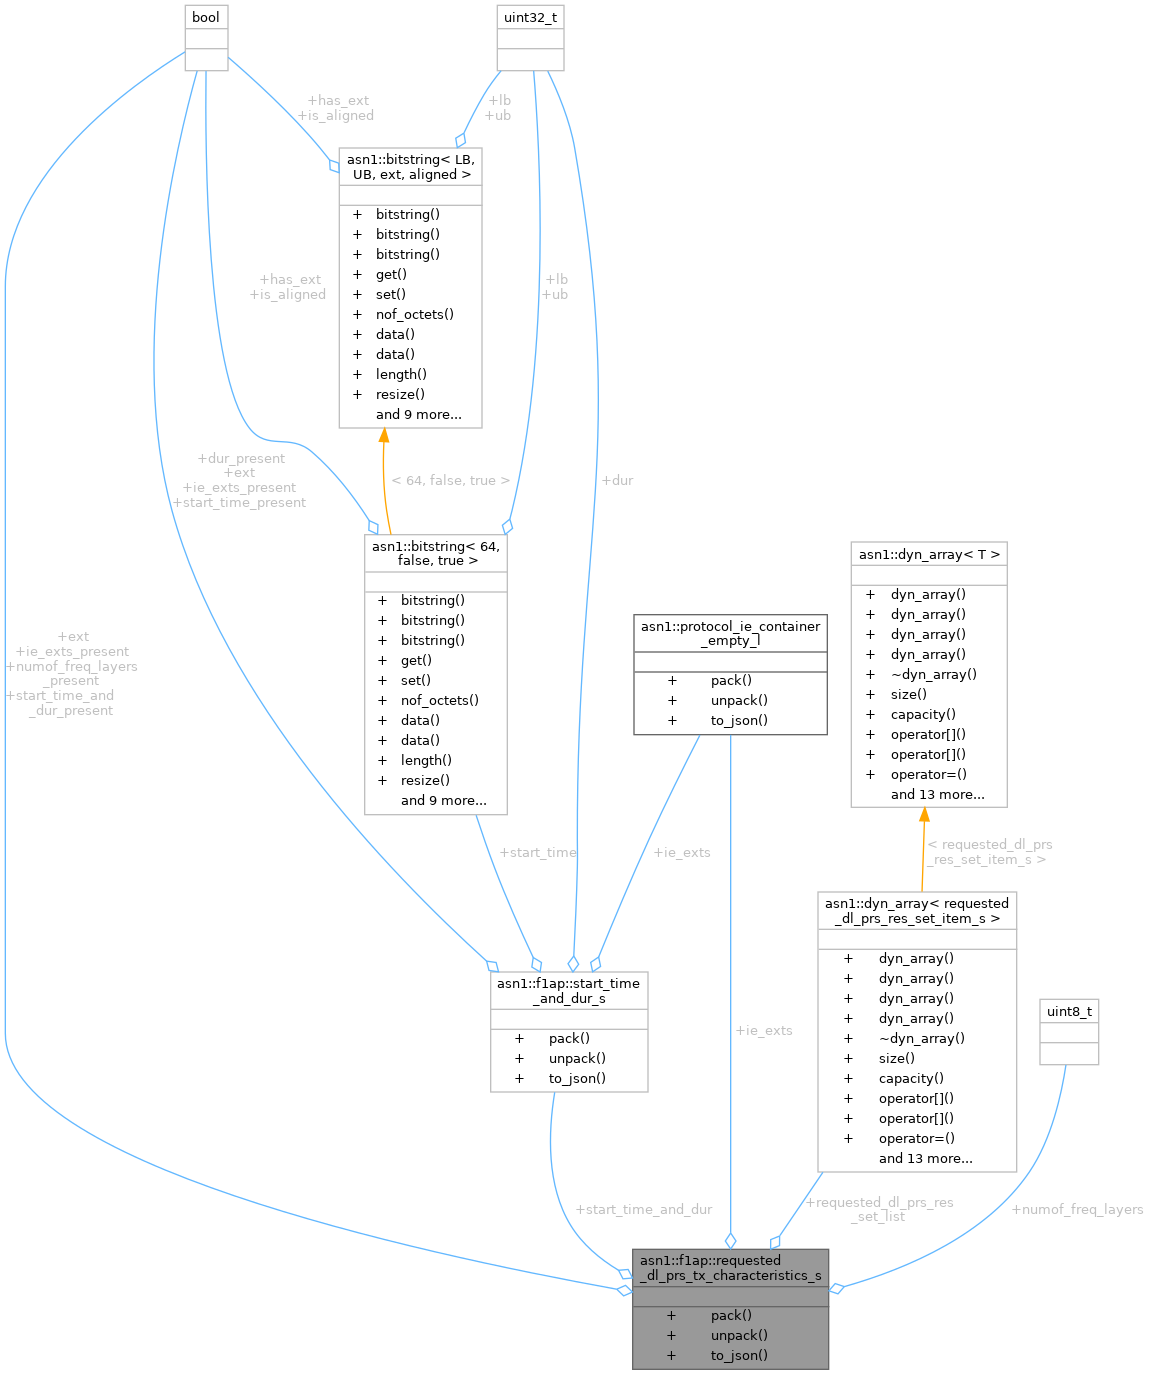 bool
uint32_t
+has_ext
+is_aligned
+lb
+ub
asn1::bitstring< LB,
UB, ext, aligned >
+ bitstring()
+ bitstring()
+ bitstring()
+ get()
+ set()
+ nof_octets()
+ data()
+ data()
+ length()
+ resize()
and 9 more...
+has_ext
+is_aligned
+lb
+ub
+dur_present
+ext
+ie_exts_present
+start_time_present
< 64, false, true >
+dur
asn1::bitstring< 64,
false, true >
+ bitstring()
+ bitstring()
+ bitstring()
+ get()
+ set()
+ nof_octets()
+ data()
+ data()
+ length()
+ resize()
and 9 more...
asn1::dyn_array< T >
+ dyn_array()
+ dyn_array()
+ dyn_array()
+ dyn_array()
+ ~dyn_array()
+ size()
+ capacity()
+ operator[]()
+ operator[]()
+ operator=()
and 13 more...
asn1::protocol_ie_container
_empty_l
+ pack()
+ unpack()
+ to_json()
+ext
+ie_exts_present
+numof_freq_layers
_present
+start_time_and
_dur_present
+start_time
+ie_exts
< requested_dl_prs
_res_set_item_s >
asn1::dyn_array< requested
_dl_prs_res_set_item_s >
+ dyn_array()
+ dyn_array()
+ dyn_array()
+ dyn_array()
+ ~dyn_array()
+ size()
+ capacity()
+ operator[]()
+ operator[]()
+ operator=()
and 13 more...
asn1::f1ap::start_time
_and_dur_s
+ pack()
+ unpack()
+ to_json()
+ie_exts
uint8_t
+start_time_and_dur
+requested_dl_prs_res
_set_list
+numof_freq_layers
asn1::f1ap::requested
_dl_prs_tx_characteristics_s
+ pack()
+ unpack()
+ to_json()